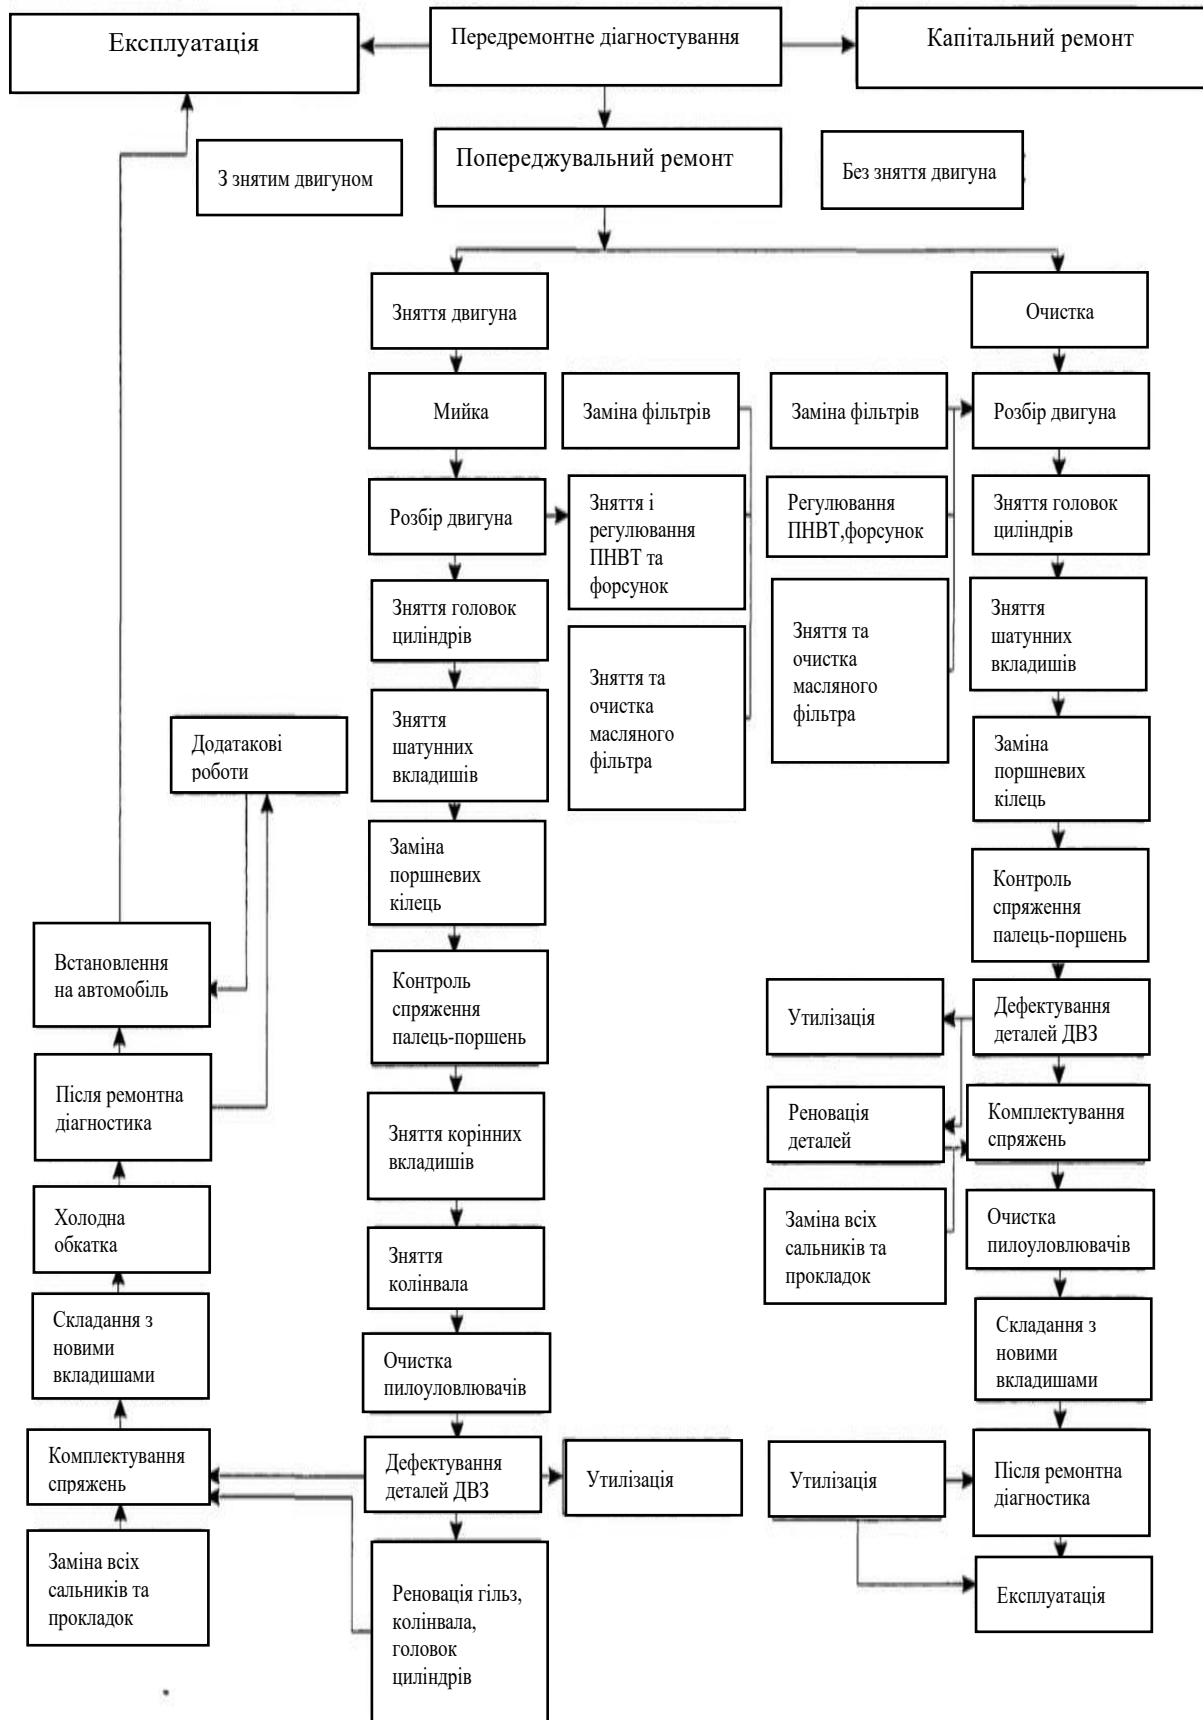 Експлуатація
Передремонтне діагностування
Капітальний ремонт
З знятим двигуном
Попереджувальний ремонт
Без зняття двигуна
Зняття двигуна
Очистка
Мийка
Заміна фільтрів
Заміна фільтрів
Розбір двигуна
Розбір двигуна
Зняття і
регулювання
ПНВТ та
форсунок
Регулювання
ПНВТ,форсунок
Зняття головок
циліндрів
Зняття головок
циліндрів
Зняття та
очистка
масляного
фільтра
Зняття та
очистка
масляного
фільтра
Зняття
шатунних
вкладишів
Зняття
шатунних
вкладишів
Додатакові
роботи
Заміна
поршневих
кілець
Заміна
поршневих
кілець
Встановлення
на автомобіль
Контроль
спряження
палець-поршень
Контроль
спряження
палець-поршень
Утилізація
Дефектування
деталей ДВЗ
Після ремонтна
діагностика
Зняття корінних
вкладишів
Реновація
деталей
Комплектування
спряжень
Холодна
обкатка
Зняття
колінвала
Заміна всіх
сальників та
прокладок
Очистка
пилоуловлювачів
Складання з
новими
вкладишами
Очистка
пилоуловлювачів
Складання з
новими
вкладишами
Комплектування
спряжень
Дефектування
деталей ДВЗ
Утилізація
Утилізація
Після ремонтна
діагностика
Заміна всіх
сальників та
прокладок
Реновація гільз,
колінвала,
головок
циліндрів
Експлуатація